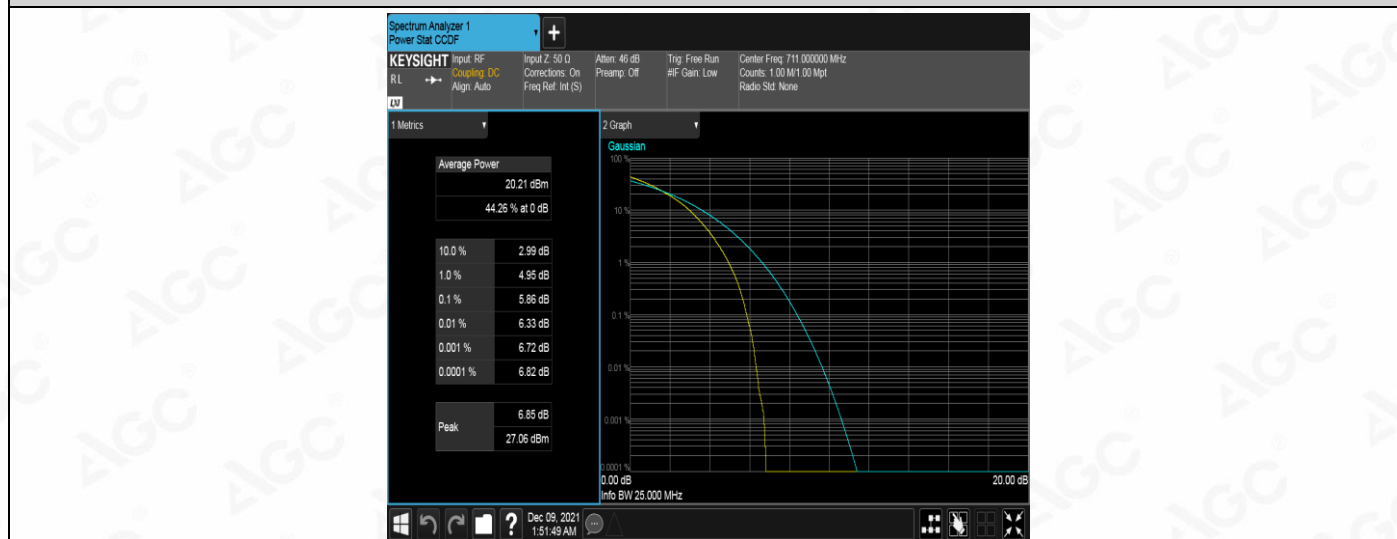 Spectrum Analyzer 1
Power Stat CCDF
+
KEYSIGHT
RL
LXI
Input: RF
Coupling: DC
Align: Auto
Input Z: 50 Ω
Corrections: On
Freq Ref: Int (S)
Atten: 46 dB
Preamp: Off
Trig: Free Run
#IF Gain: Low
Center Freq: 711.000000 MHz
Counts: 1.00 M/1.00 Mpt
Radio Std: None
1 Metrics
Average Power
20.21 dBm
44.26 % at 0 dB
10.0 % 2.99 dB
1.0 % 4.95 dB
0.1 % 5.86 dB
0.01 % 6.33 dB
0.001 % 6.72 dB
0.0001 % 6.82 dB
Peak
6.85 dB
27.06 dBm
2 Graph
Gaussian
100 %
10 %
1 %
0.1 %
0.01 %
0.001 %
0.0001 %
0.00 dB 20.00 dB
Info BW 25.000 MHz
?
Dec 09, 2021
1:51:49 AM
AGC